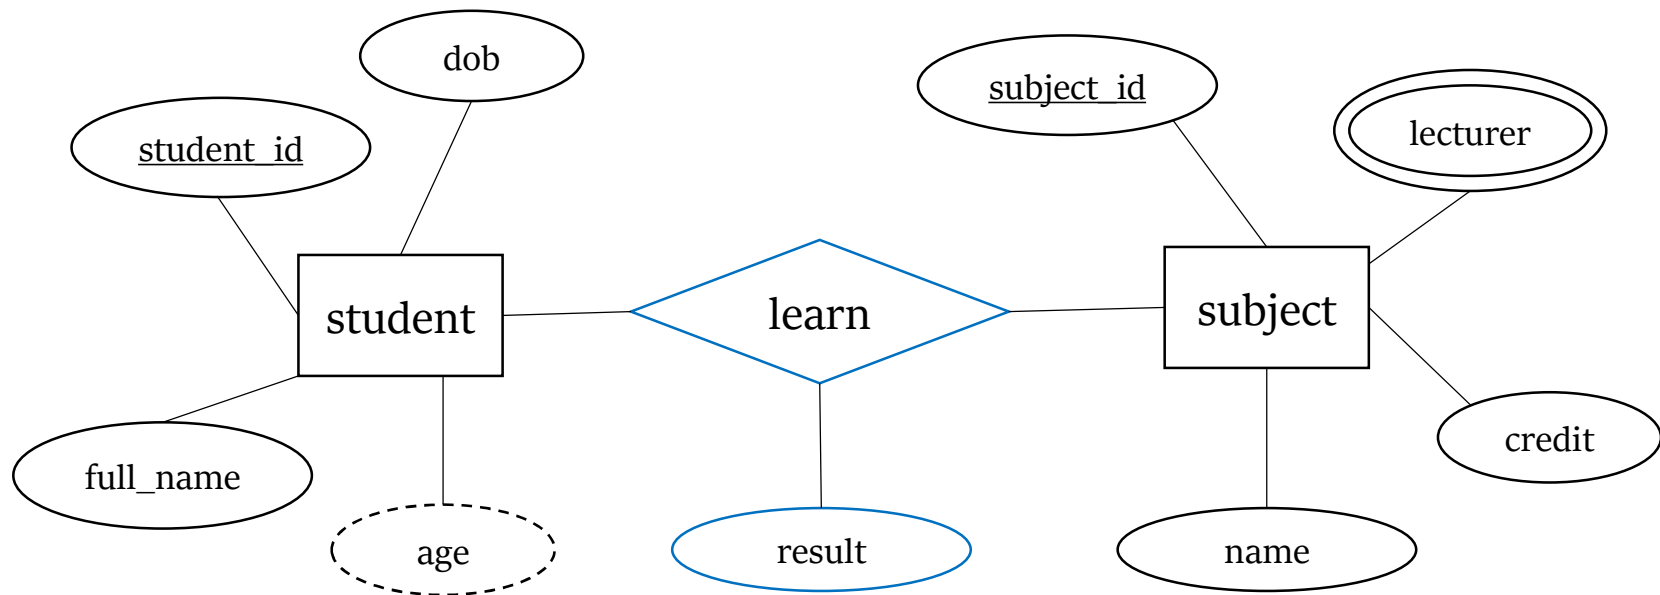 dob
subject_id
lecturer
student_id
student
learn
subject
full_name
credit
age
result
name